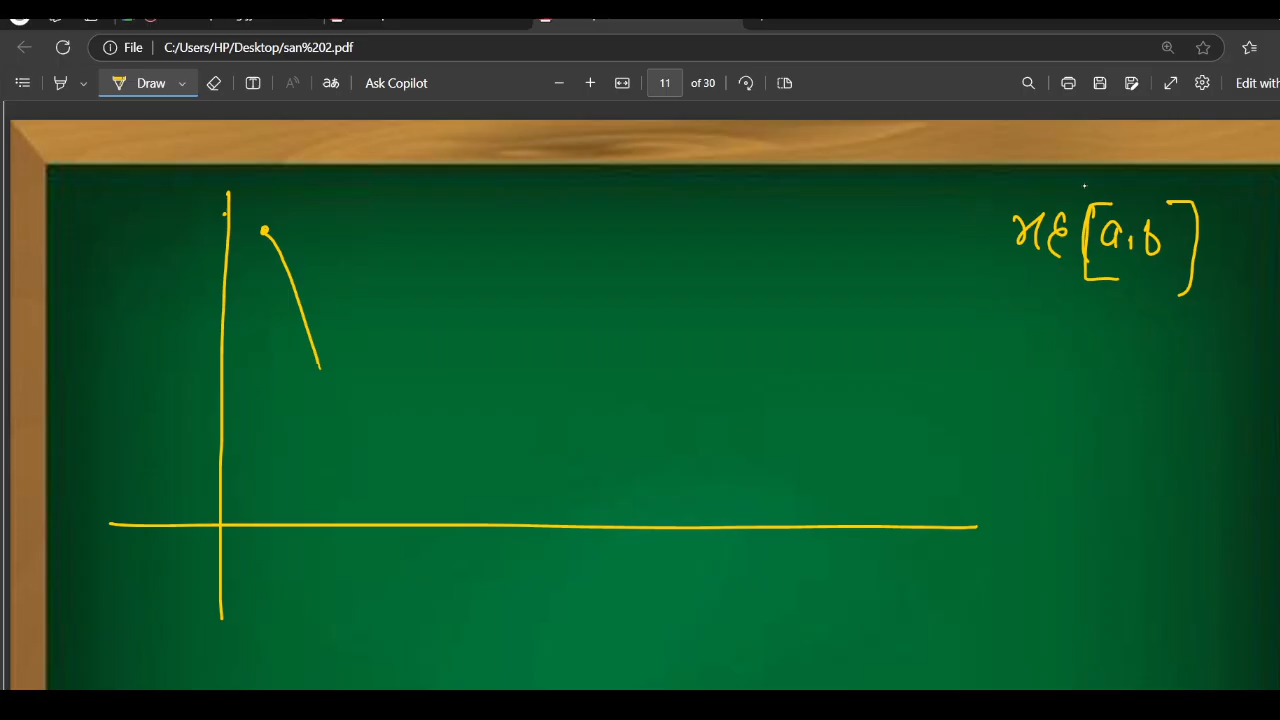 File C:/Users/HP/Desktop/san%202.pdf
Draw Ask Copilot 11 of 30 Edit with
x∈[a,b]